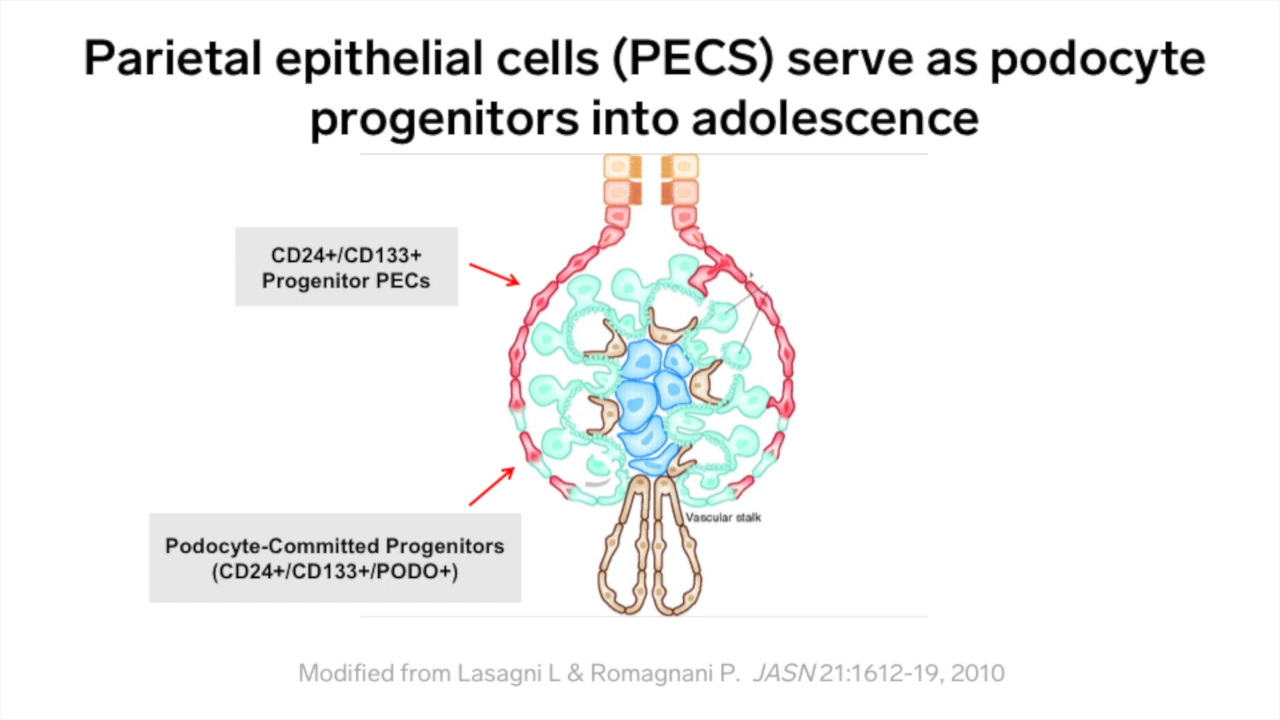 Parietal epithelial cells (PECS) serve as podocyte
progenitors into adolescence
CD24+/CD133+
Progenitor PECs
Vascular stalk
Podocyte-Committed Progenitors
(CD24+/CD133+/PODO+)
Modified from Lasagni L & Romagnani P. JASN 21:1612-19, 2010